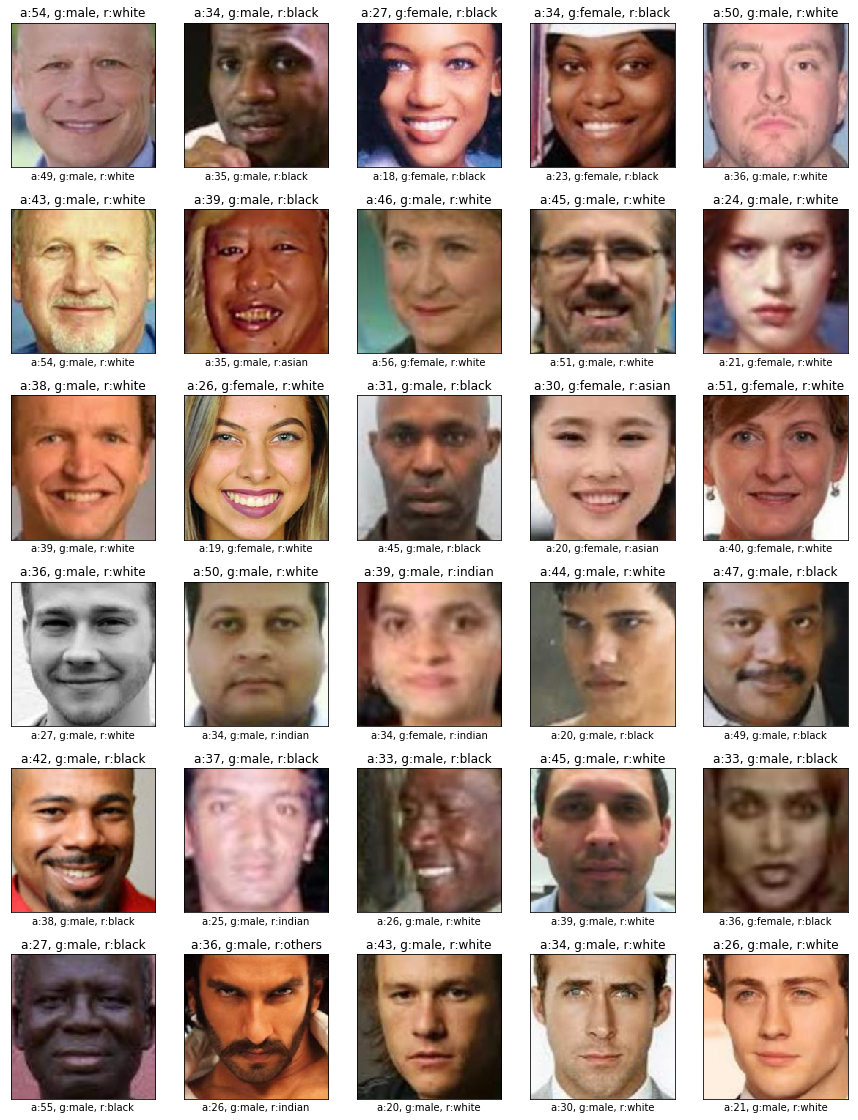 a:54, g:male, r:white a:34, g:male, r:black a:27, g:female, r:black a:34, g:female, r:black a:50, g:male, r:white
a:49, g:male, r:white a:35, g:male, r:black a:18, g:female, r:black a:23, g:female, r:black a:36, g:male, r:white
a:43, g:male, r:white a:39, g:male, r:black a:46, g:male, r:white a:45, g:male, r:white a:24, g:male, r:white
a:54, g:male, r:white a:35, g:male, r:asian a:56, g:female, r:white a:51, g:male, r:white a:21, g:female, r:white
a:38, g:male, r:white a:26, g:female, r:white a:31, g:male, r:black a:30, g:female, r:asian a:51, g:female, r:white
a:39, g:male, r:white a:19, g:female, r:white a:45, g:male, r:black a:20, g:female, r:asian a:40, g:female, r:white
a:36, g:male, r:white a:50, g:male, r:white a:39, g:male, r:indian a:44, g:male, r:white a:47, g:male, r:black
a:27, g:male, r:white a:34, g:male, r:indian a:34, g:female, r:indian a:20, g:male, r:black a:49, g:male, r:black
a:42, g:male, r:black a:37, g:male, r:black a:33, g:male, r:black a:45, g:male, r:white a:33, g:male, r:black
a:38, g:male, r:black a:25, g:male, r:indian a:26, g:male, r:white a:39, g:male, r:white a:36, g:female, r:black
a:27, g:male, r:black a:36, g:male, r:others a:43, g:male, r:white a:34, g:male, r:white a:26, g:male, r:white
a:55, g:male, r:black a:26, g:male, r:indian a:20, g:male, r:white a:30, g:male, r:white a:21, g:male, r:white